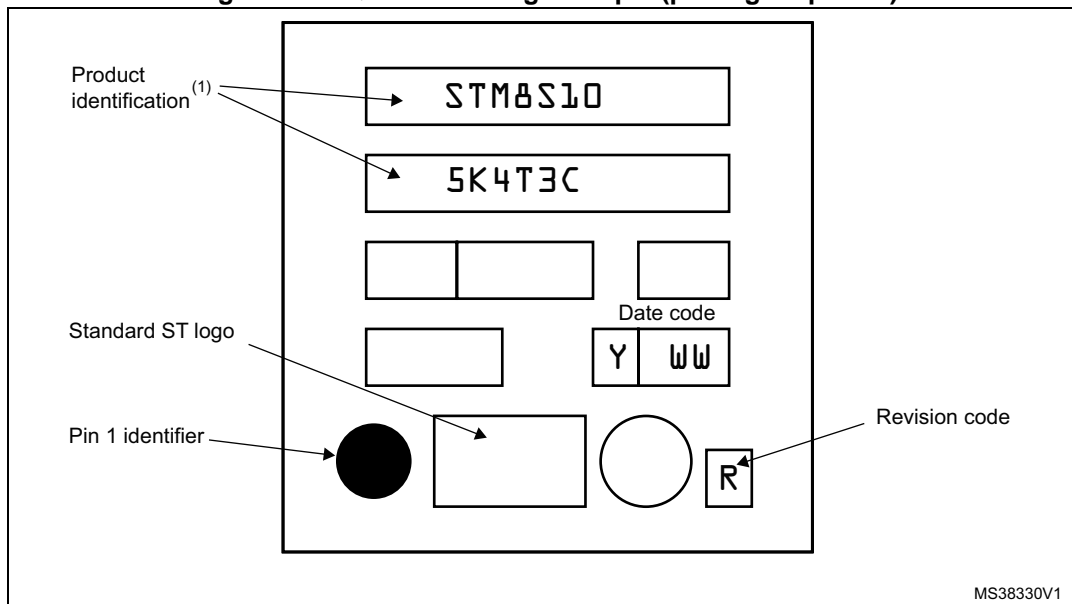 Product
identification (1)
STM8S10
5K4T3C
Date code
Standard ST logo
Y WW
Pin 1 identifier
Revision code
R
MS38330V1